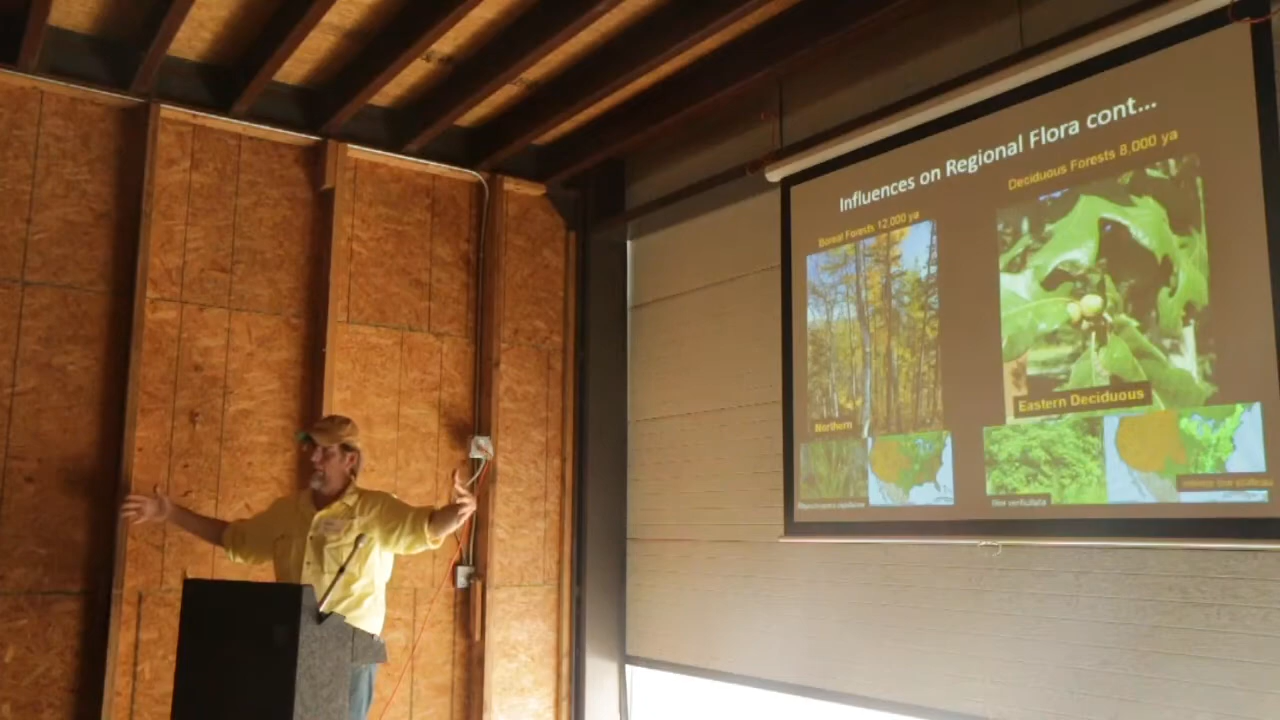 Influences on Regional Flora cont...
Boreal Forests 12,000 ya
Deciduous Forests 8,000 ya
Northern
Eastern Deciduous
Ilex verticillata